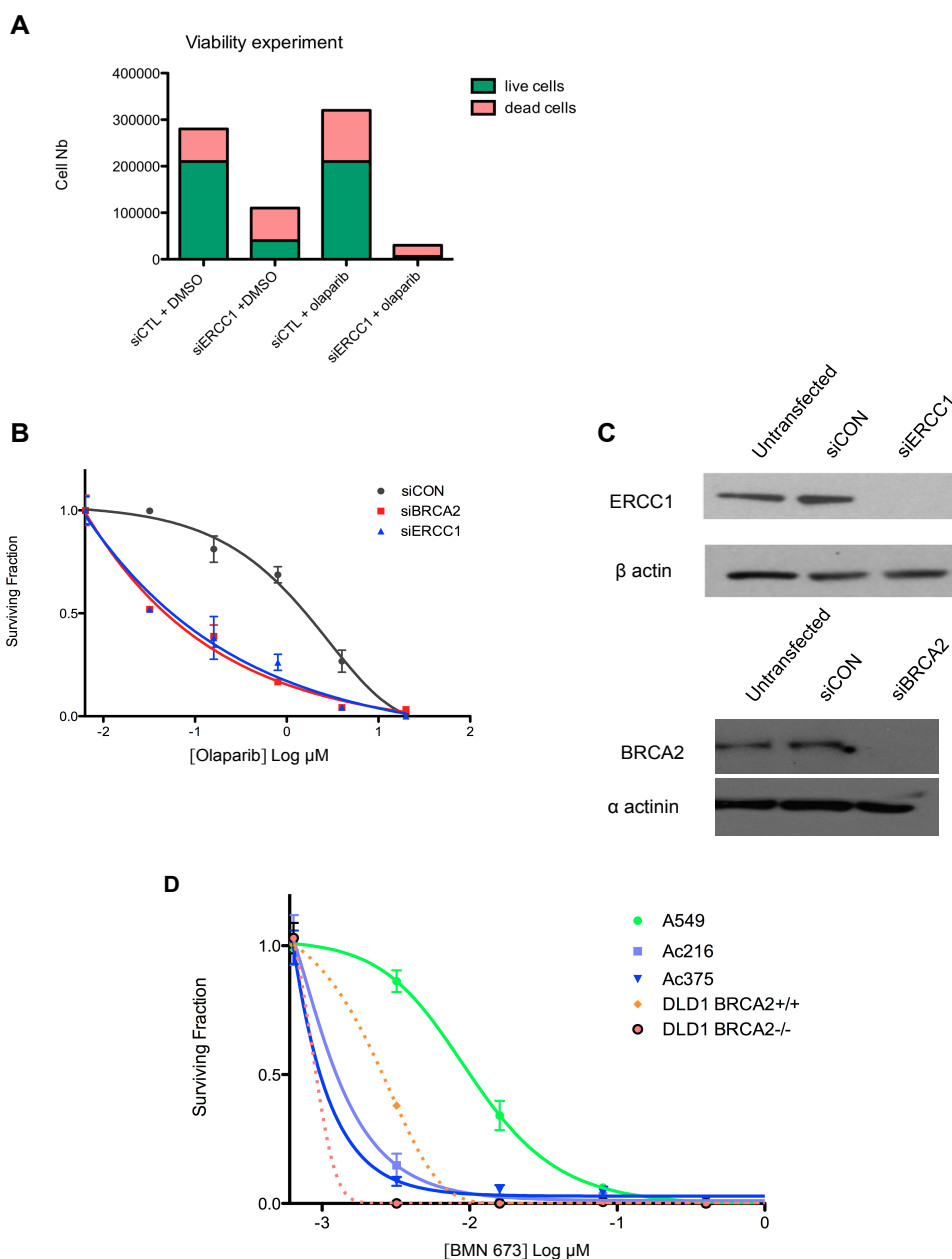 A
Viability experiment
400000
300000
200000
100000
0
Cell Nb
live cells
dead cells
siCTL + DMSO
siERCC1 +DMSO
siCTL + olaparib
siERCC1 + olaparib
B
1.0
0.5
0.0
Surviving Fraction
siCON
siBRCA2
siERCC1
-2
-1
0
1
2
[Olaparib] Log µM
C
Untransfected
siCON
siERCC1
ERCC1
β actin
Untransfected
siCON
siBRCA2
BRCA2
α actinin
D
1.0
0.5
0.0
Surviving Fraction
A549
Ac216
Ac375
DLD1 BRCA2+/+
DLD1 BRCA2-/-
-3
-2
-1
0
[BMN 673] Log µM